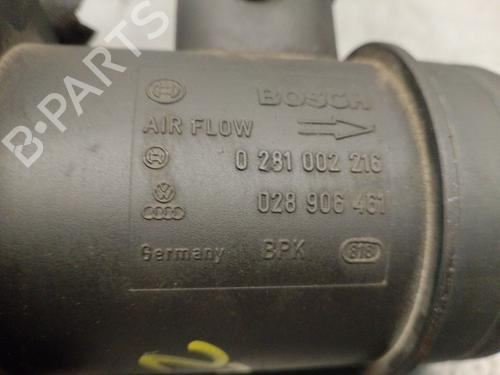 BOSCH
AIR FLOW
0 281 002 216
028 906 461
Germany BPK
B-PARTS